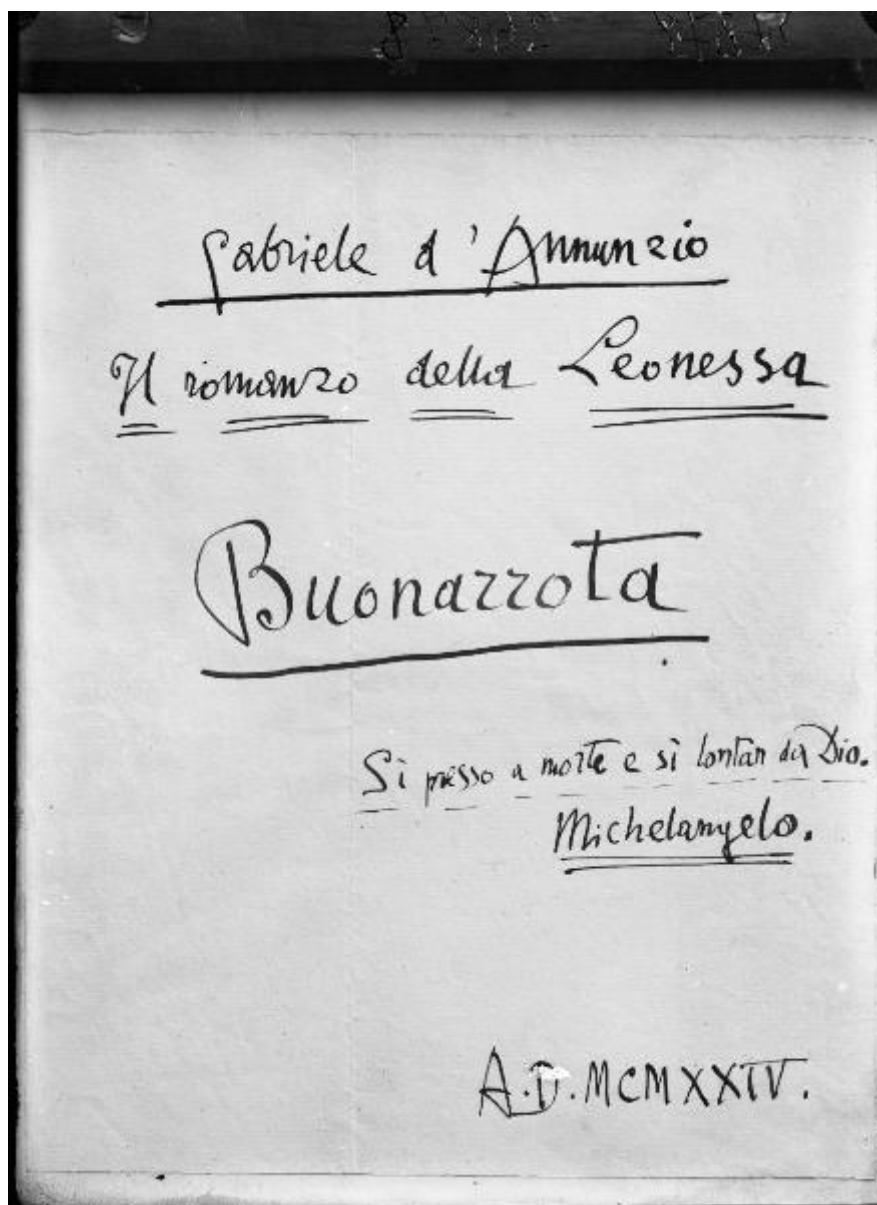 Gabriele d'Annunzio
Il romanzo della Leonessa
Buonarrota
Sì presso a morte e sì lontan da Dio.
Michelangelo.
A.D. MCMXXIV.